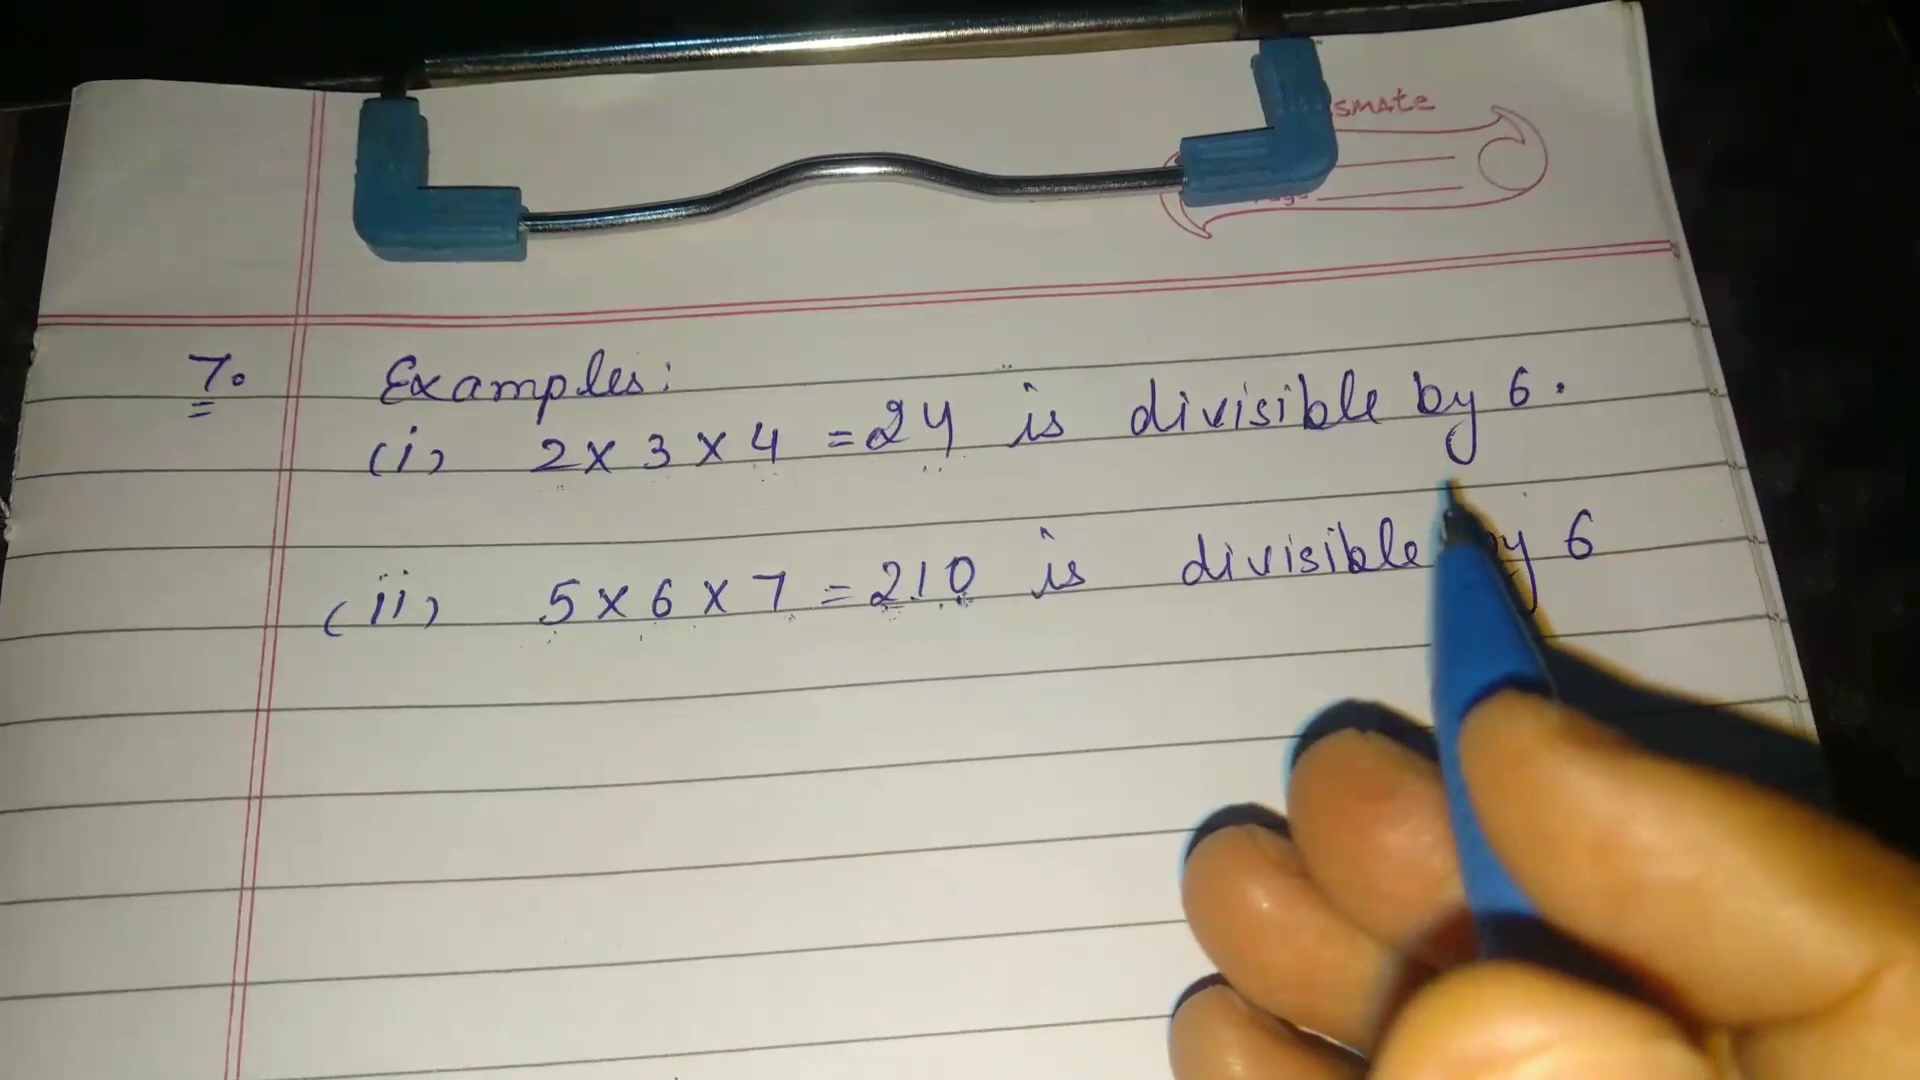 smate
7. Examples:
(i) 2 x 3 x 4 = 24 is divisible by 6.
(ii) 5 x 6 x 7 = 210 is divisible by 6